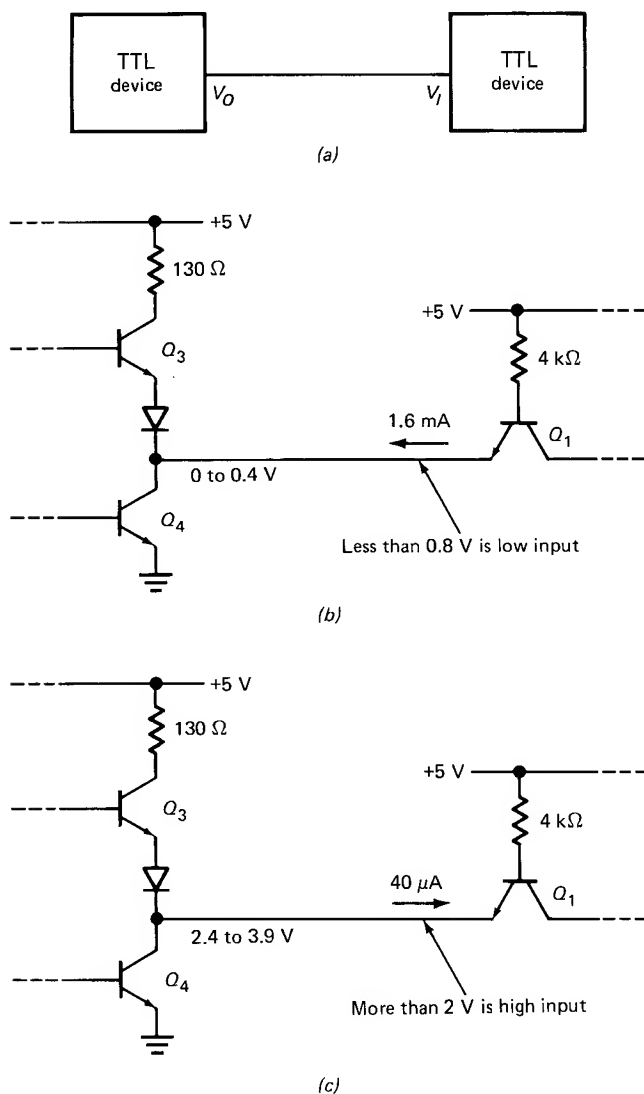 TTL
device
TTL
device
V_O
V_I
(a)
+5 V
130 Ω
Q_3
+5 V
4 kΩ
1.6 mA
Q_1
0 to 0.4 V
Q_4
Less than 0.8 V is low input
(b)
+5 V
130 Ω
Q_3
+5 V
4 kΩ
40 μA
Q_1
2.4 to 3.9 V
Q_4
More than 2 V is high input
(c)